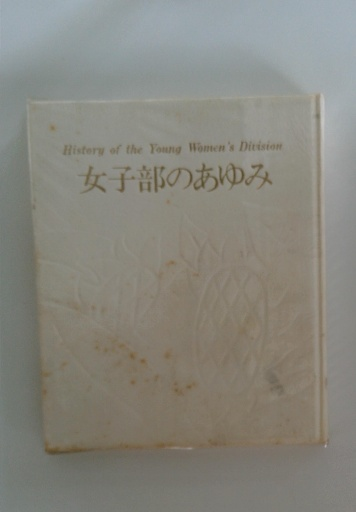 History of the Young Women's Division
女子部のあゆみ